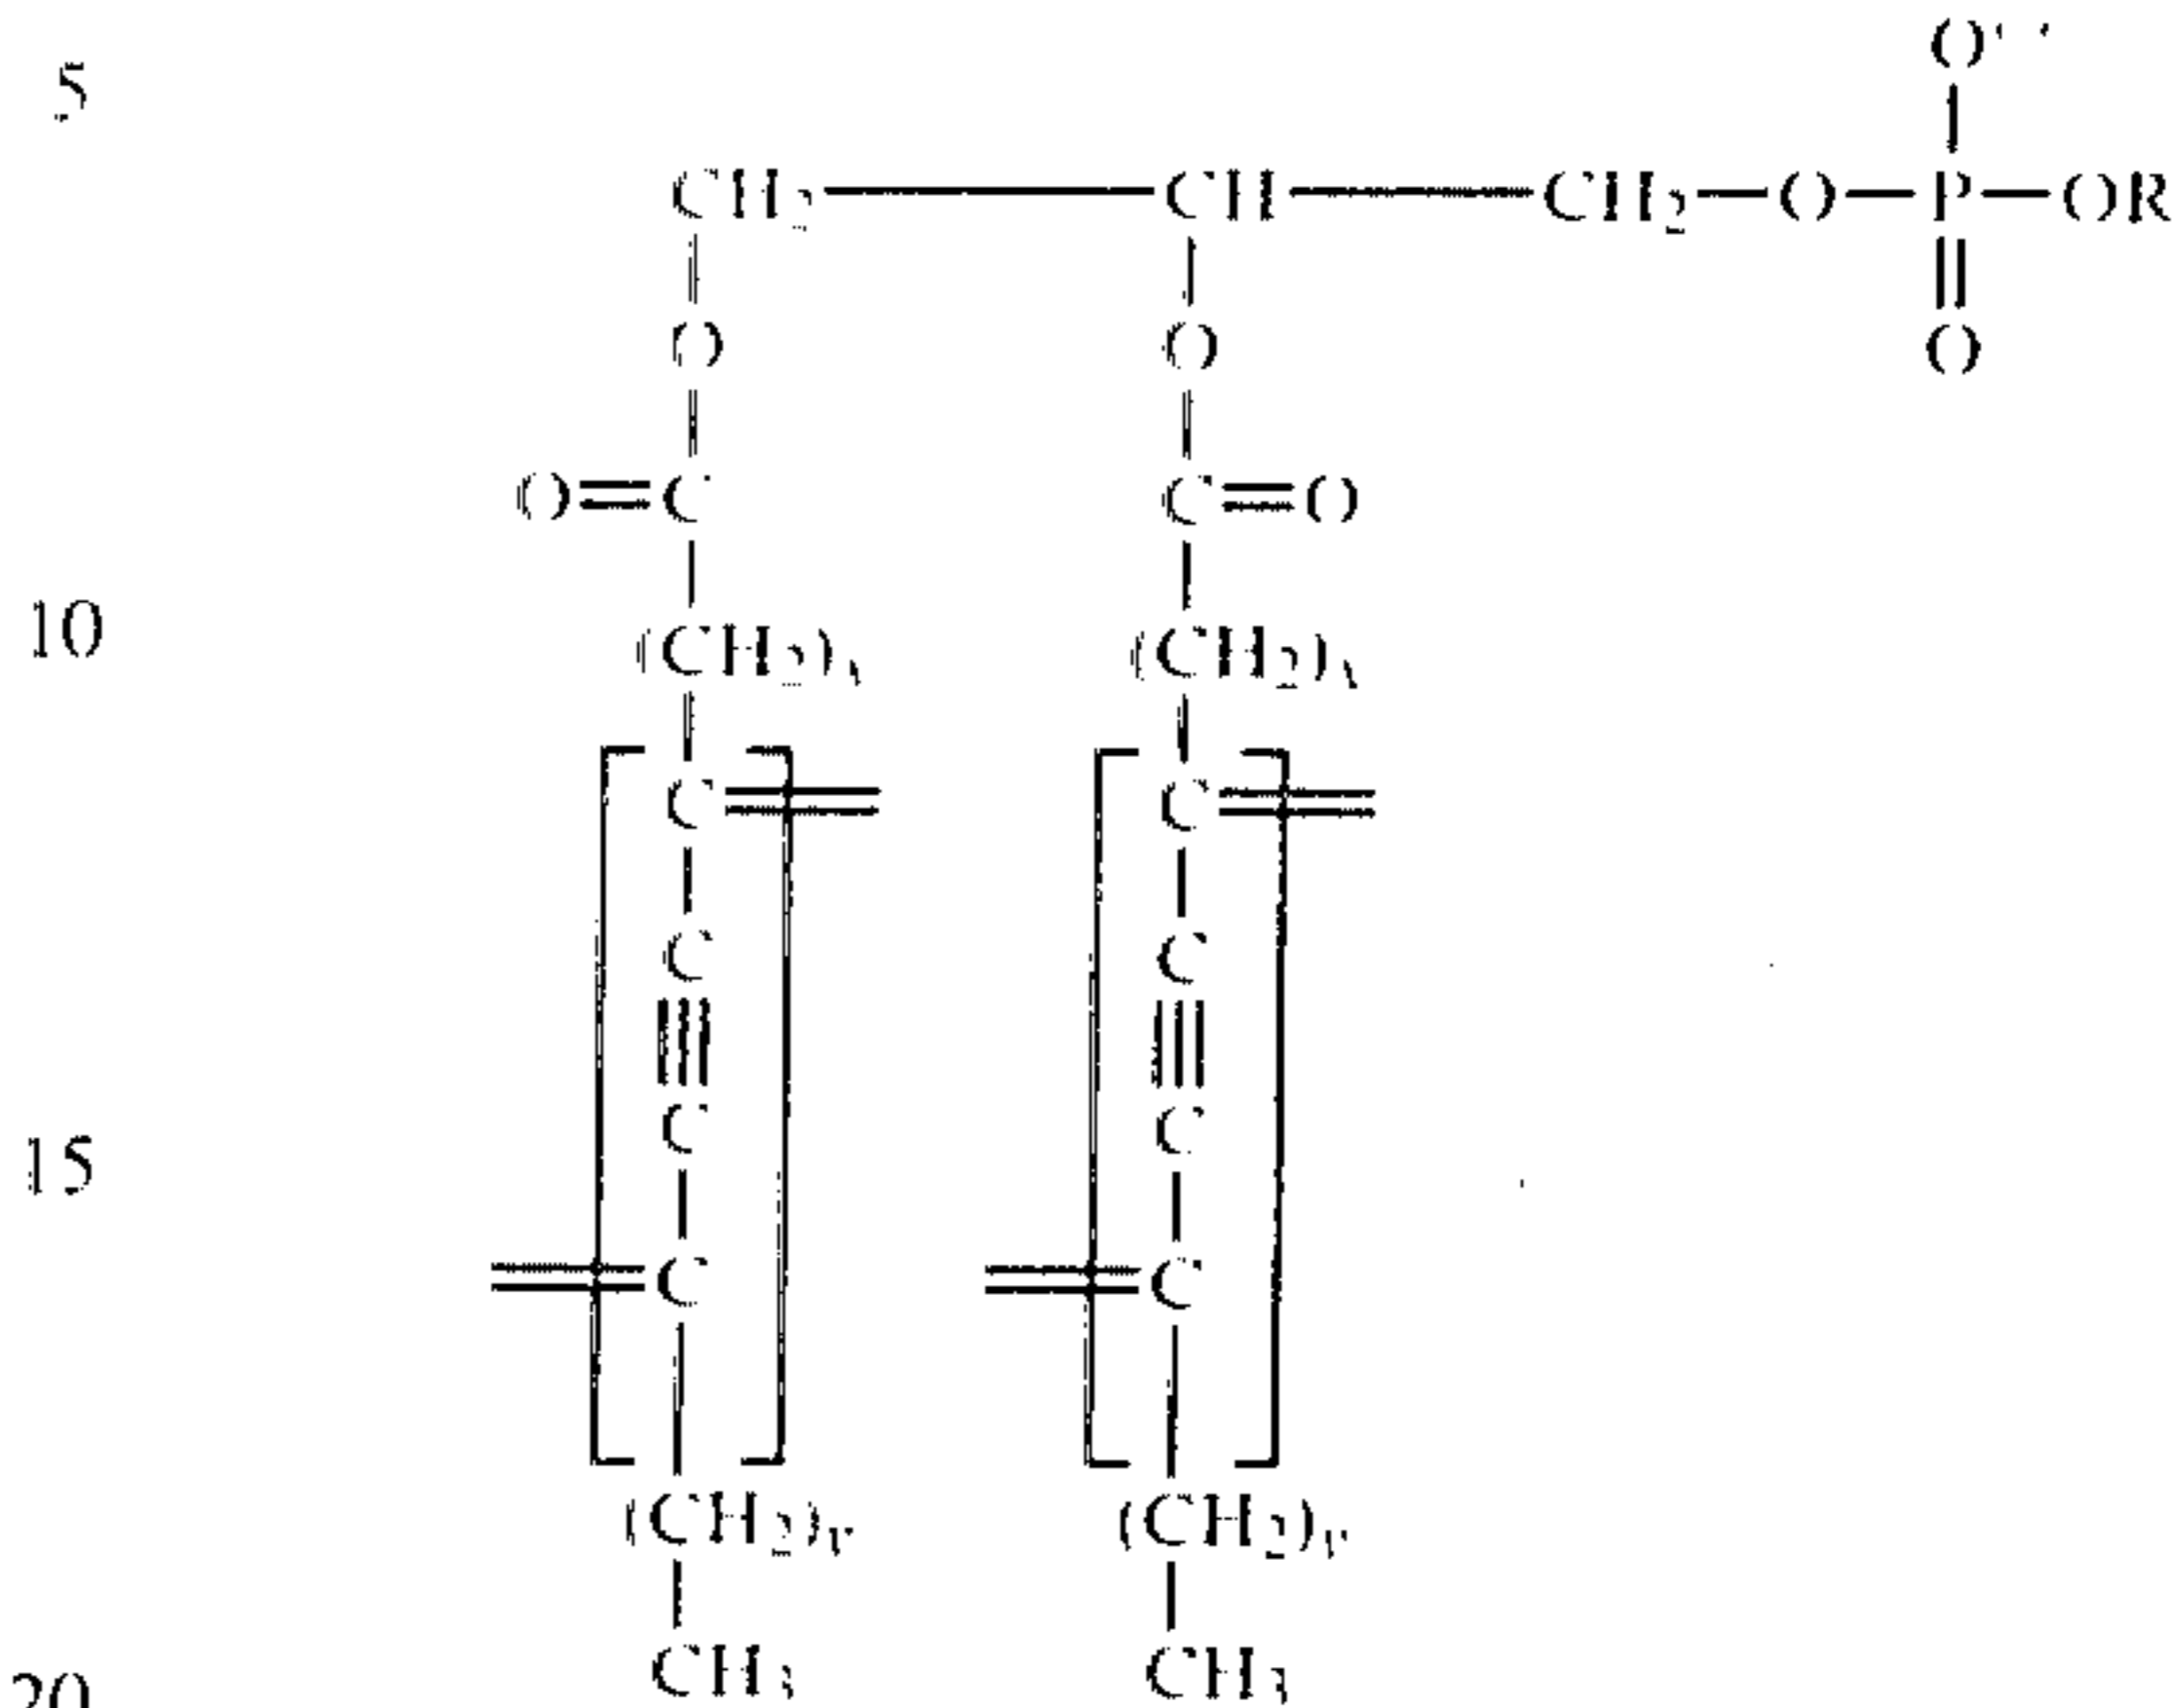 5
O(-)
CH2 CH CH2 O P OR
O O O
O C C O
10
(CH2)x (CH2)x
C C
C C
15
C C
C C
(CH2)y (CH2)y
CH3 CH3
20